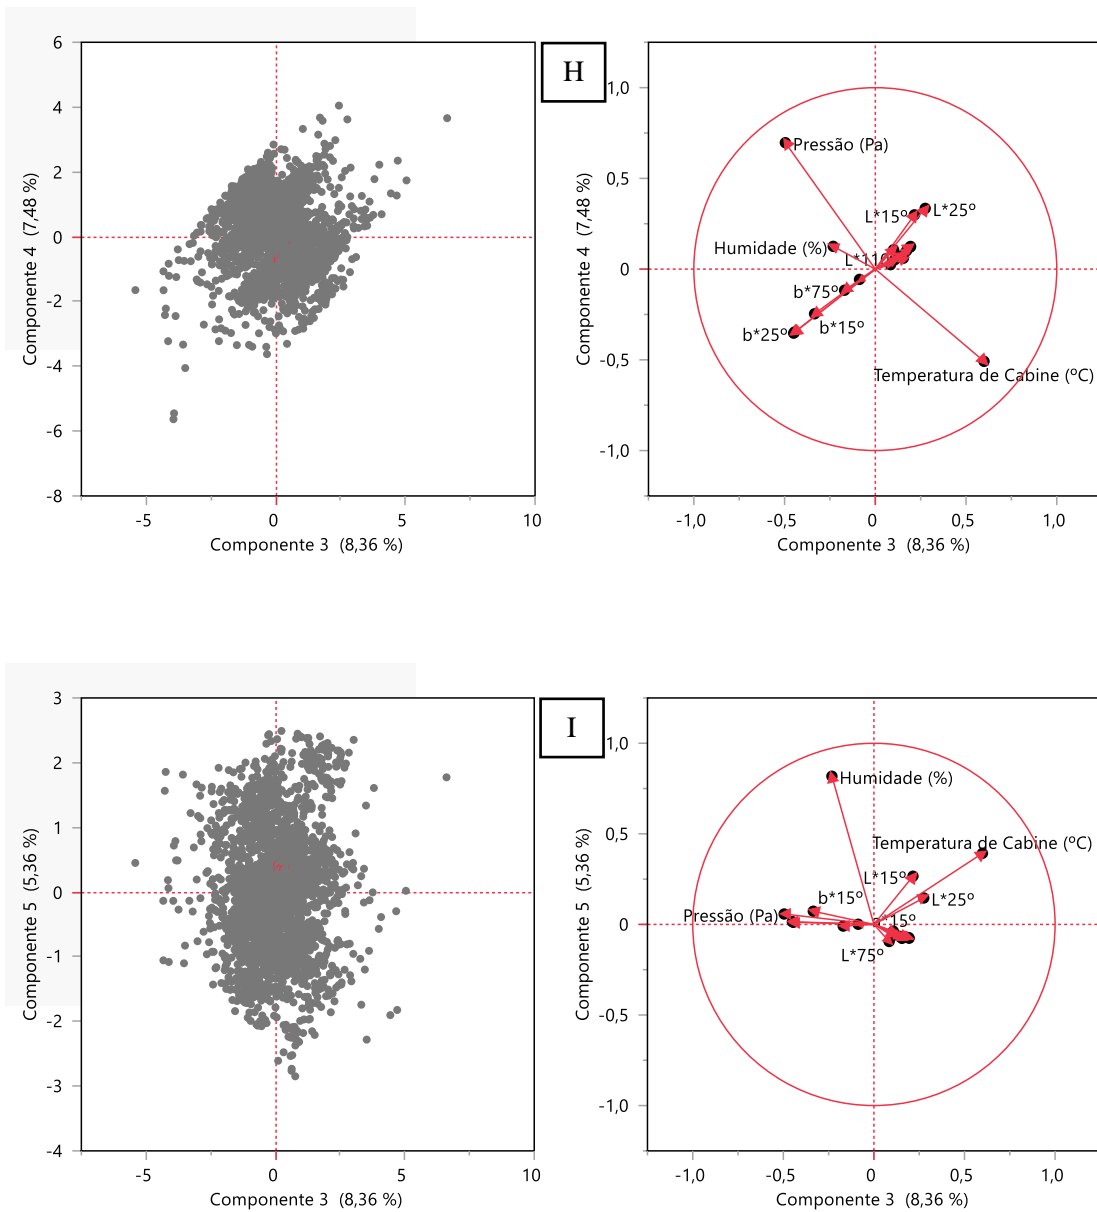 H
6
4
2
0
-2
-4
-6
-8
-5
0
5
10
Componente 4 (7,48 %)
Componente 3 (8,36 %)
1,0
0,5
0
-0,5
-1,0
-1,0
-0,5
0
0,5
1,0
Componente 4 (7,48 %)
Componente 3 (8,36 %)
Pressão (Pa)
L*15º
L*25º
Humidade (%)
b*75º
b*25º
b*15º
Temperatura de Cabine (ºC)
I
3
2
1
0
-1
-2
-3
-4
-5
0
5
10
Componente 5 (5,36 %)
Componente 3 (8,36 %)
1,0
0,5
0
-0,5
-1,0
-1,0
-0,5
0
0,5
1,0
Componente 5 (5,36 %)
Componente 3 (8,36 %)
Humidade (%)
Temperatura de Cabine (ºC)
L*15º
L*25º
b*15º
Pressão (Pa)
L*75º